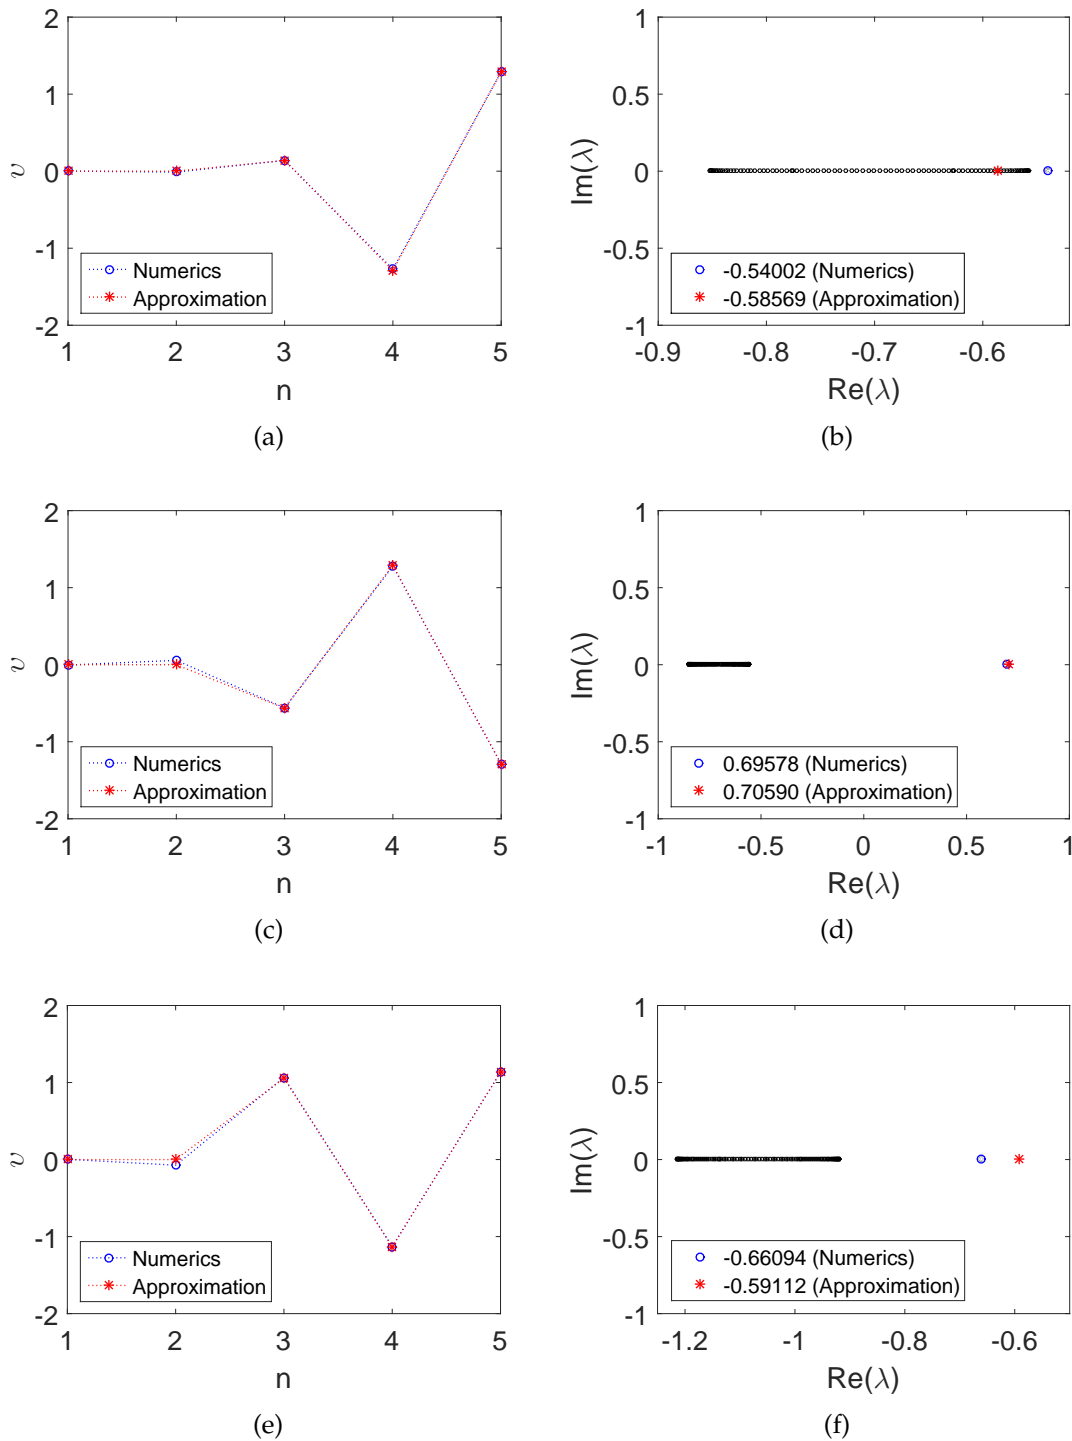 2
1
0
-1
-2
υ
1 2 3 4 5
n
Numerics
Approximation
(a)
1
0.5
0
-0.5
-1
Im(λ)
-0.9 -0.8 -0.7 -0.6
Re(λ)
-0.54002 (Numerics)
-0.58569 (Approximation)
(b)
2
1
0
-1
-2
υ
1 2 3 4 5
n
Numerics
Approximation
(c)
1
0.5
0
-0.5
-1
Im(λ)
-1 -0.5 0 0.5 1
Re(λ)
0.69578 (Numerics)
0.70590 (Approximation)
(d)
2
1
0
-1
-2
υ
1 2 3 4 5
n
Numerics
Approximation
(e)
1
0.5
0
-0.5
-1
Im(λ)
-1.2 -1 -0.8 -0.6
Re(λ)
-0.66094 (Numerics)
-0.59112 (Approximation)
(f)